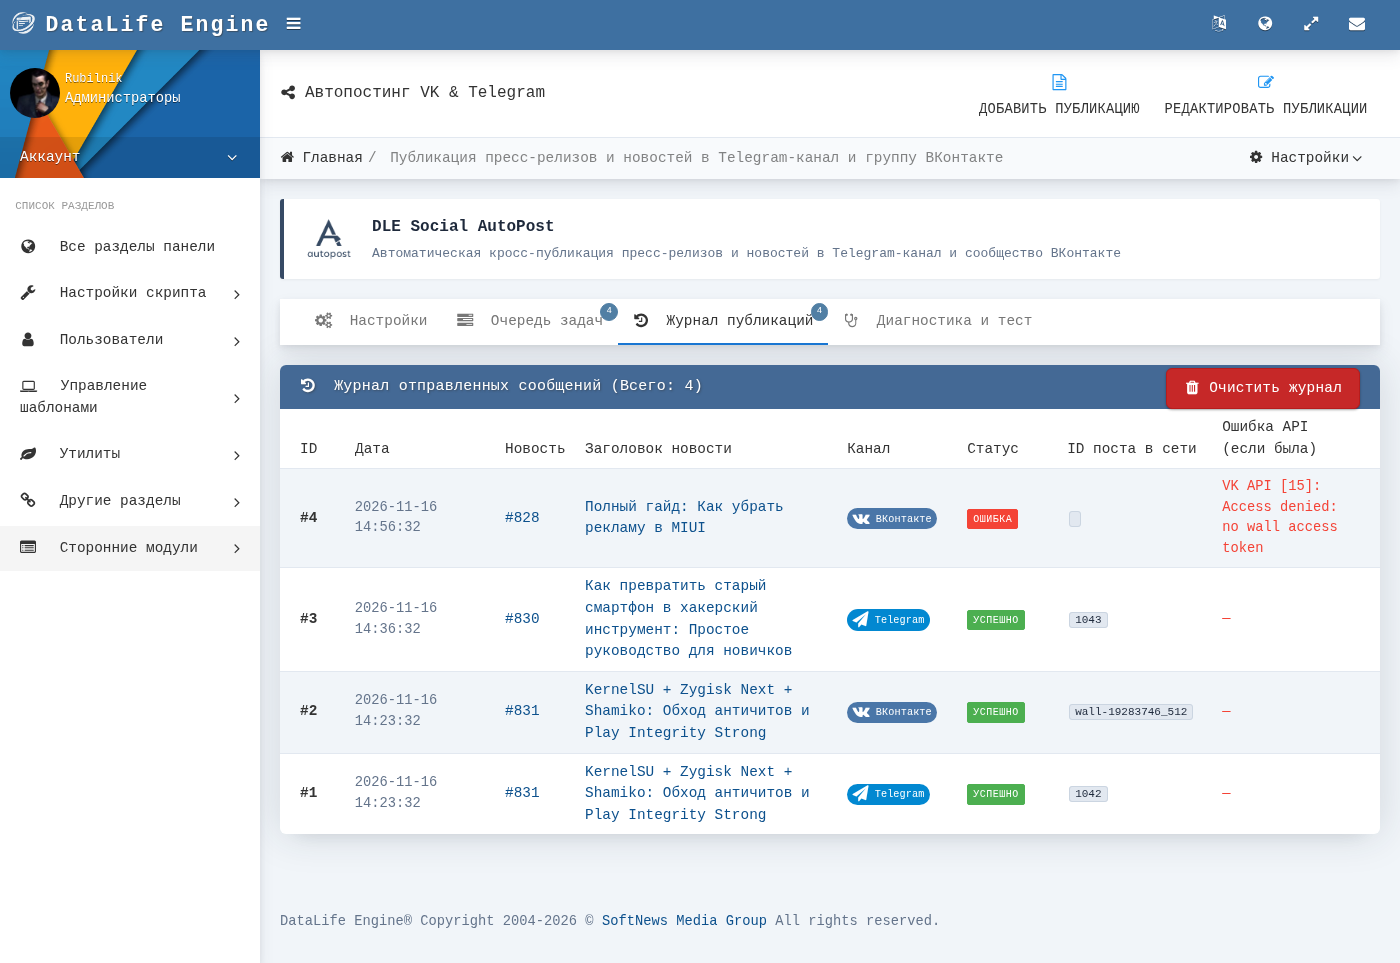 DataLife Engine
Rubilnik
Администраторы
Аккаунт
СПИСОК РАЗДЕЛОВ
Все разделы панели
Настройки скрипта
Пользователи
Управление
шаблонами
Утилиты
Другие разделы
Сторонние модули
Автопостинг VK & Telegram
ДОБАВИТЬ ПУБЛИКАЦИЮ
РЕДАКТИРОВАТЬ ПУБЛИКАЦИИ
Главная / Публикация пресс-релизов и новостей в Telegram-канал и группу ВКонтакте
Настройки
autopost
DLE Social AutoPost
Автоматическая кросс-публикация пресс-релизов и новостей в Telegram-канал и сообщество ВКонтакте
Настройки
Очередь задач 4
Журнал публикаций 4
Диагностика и тест
Журнал отправленных сообщений (Всего: 4)
Очистить журнал
ID Дата Новость Заголовок новости Канал Статус ID поста в сети Ошибка API
(если была)
#4
2026-11-16
14:56:32
#828
Полный гайд: Как убрать
рекламу в MIUI
ВКонтакте
ОШИБКА
VK API [15]:
Access denied:
no wall access
token
#3
2026-11-16
14:36:32
#830
Как превратить старый
смартфон в хакерский
инструмент: Простое
руководство для новичков
Telegram
УСПЕШНО
1043
—
#2
2026-11-16
14:23:32
#831
KernelSU + Zygisk Next +
Shamiko: Обход античитов и
Play Integrity Strong
ВКонтакте
УСПЕШНО
wall-19283746_512
—
#1
2026-11-16
14:23:32
#831
KernelSU + Zygisk Next +
Shamiko: Обход античитов и
Play Integrity Strong
Telegram
УСПЕШНО
1042
—
DataLife Engine® Copyright 2004-2026 © SoftNews Media Group All rights reserved.